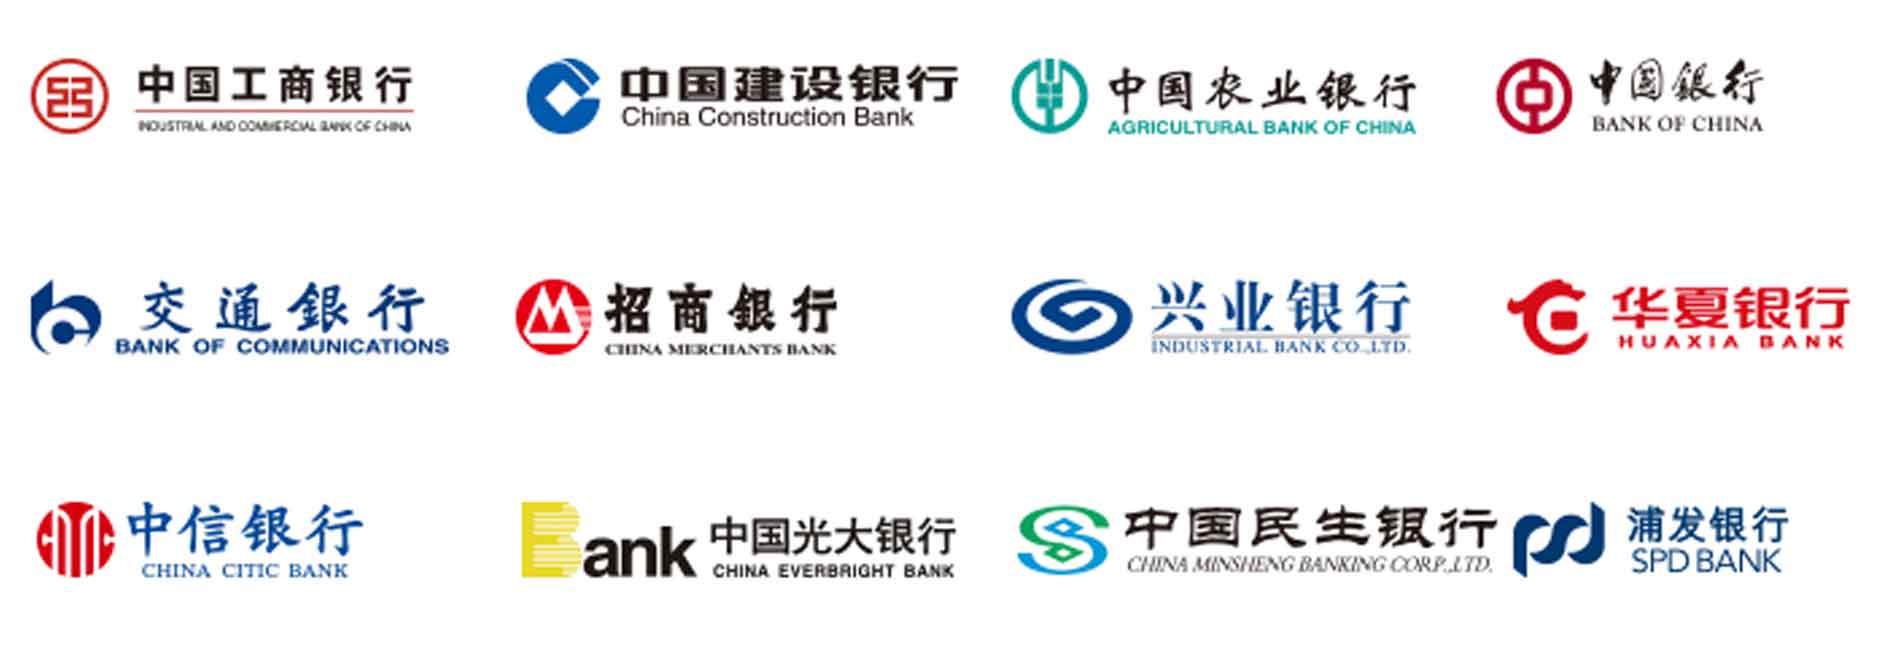 中国工商银行
INDUSTRIAL AND COMMERCIAL BANK OF CHINA
中国建设银行
China Construction Bank
中国农业银行
AGRICULTURAL BANK OF CHINA
中国銀行
BANK OF CHINA
交通銀行
BANK OF COMMUNICATIONS
招商銀行
CHINA MERCHANTS BANK
兴业银行
INDUSTRIAL BANK CO.,LTD.
华夏银行
HUAXIA BANK
中信银行
CHINA CITIC BANK
Bank 中国光大银行
CHINA EVERBRIGHT BANK
中国民生银行
CHINA MINSHENG BANKING CORP.,LTD.
浦发银行
SPD BANK